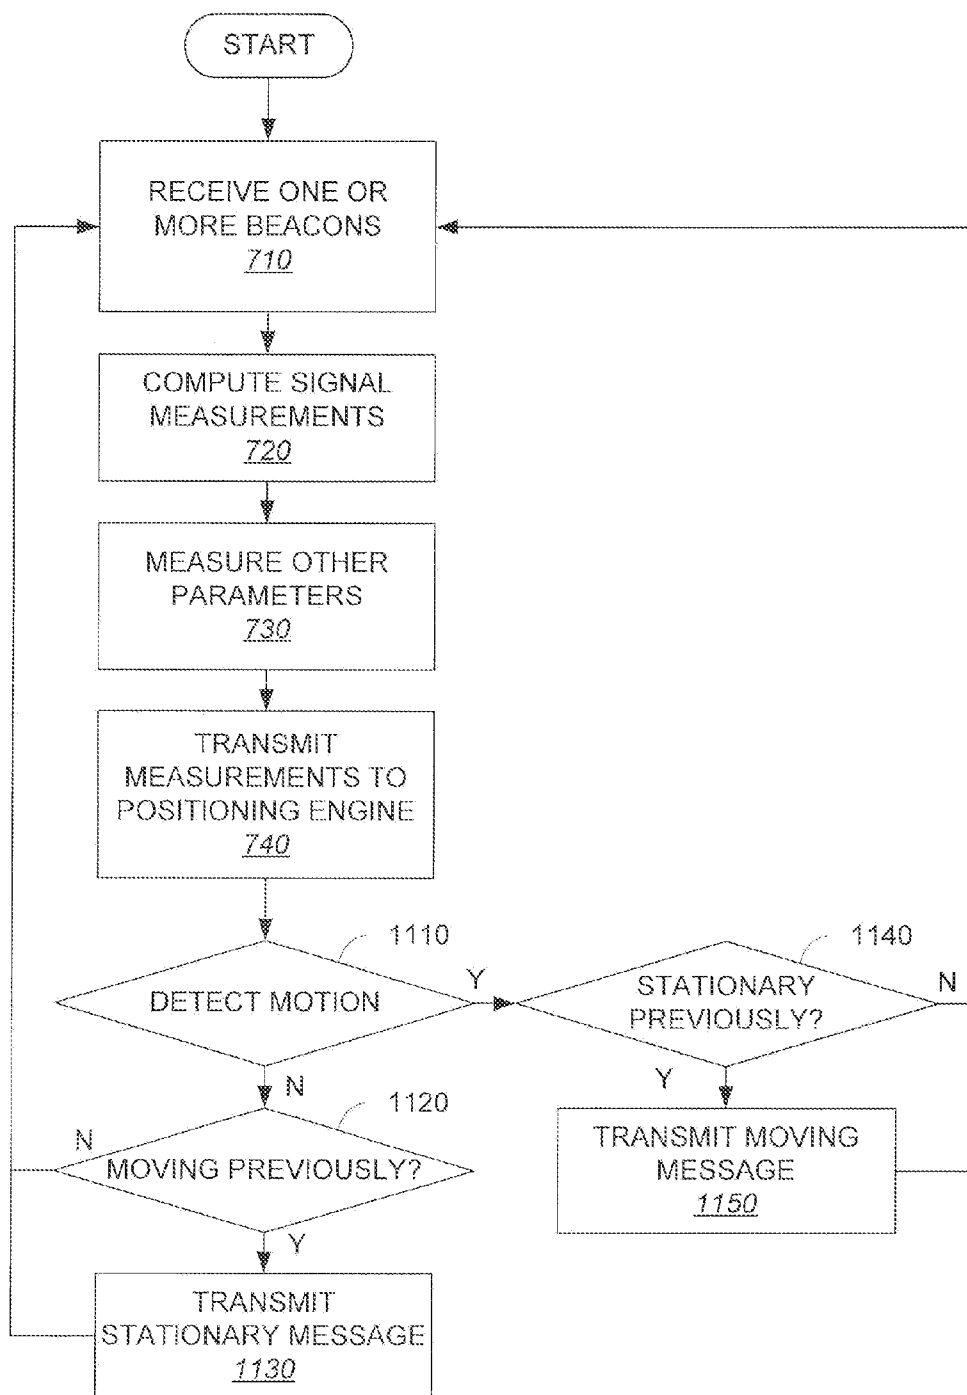 START
RECEIVE ONE OR
MORE BEACONS
710
COMPUTE SIGNAL
MEASUREMENTS
720
MEASURE OTHER
PARAMETERS
730
TRANSMIT
MEASUREMENTS TO
POSITIONING ENGINE
740
1110
DETECT MOTION
Y
N
1140
STATIONARY
PREVIOUSLY?
N
Y
1120
MOVING PREVIOUSLY?
N
Y
TRANSMIT MOVING
MESSAGE
1150
TRANSMIT
STATIONARY MESSAGE
1130